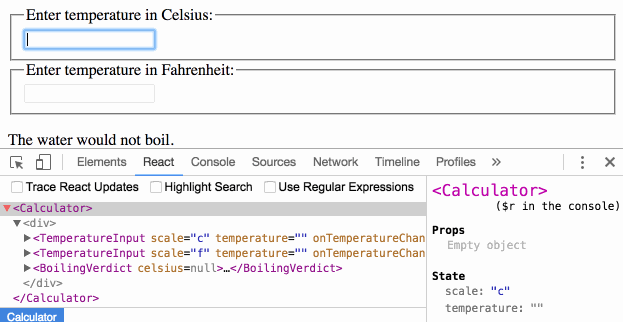 Enter temperature in Celsius:
Enter temperature in Fahrenheit:
The water would not boil.
Elements React Console Sources Network Timeline Profiles »
Trace React Updates Highlight Search Use Regular Expressions
<Calculator>
<div>
<TemperatureInput scale="c" temperature="" onTemperatureChan
<TemperatureInput scale="f" temperature="" onTemperatureChan
<BoilingVerdict celsius=null>…</BoilingVerdict>
</div>
</Calculator>
Calculator
<Calculator>
($r in the console)
Props
Empty object
State
scale: "c"
temperature: ""